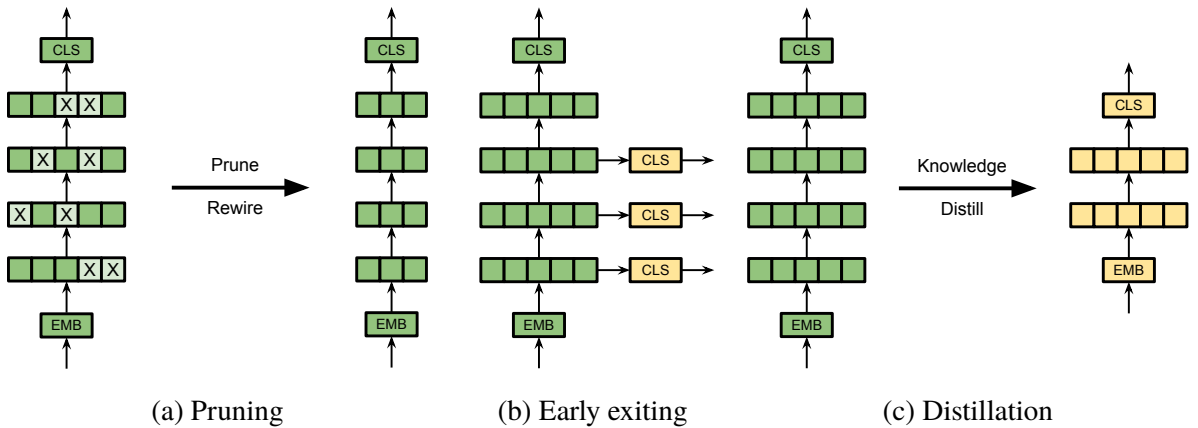 CLS
X X
X X
X X
X X
EMB
Prune
Rewire
CLS
EMB
(a) Pruning
CLS
CLS
CLS
CLS
EMB
(b) Early exiting
CLS
EMB
Knowledge
Distill
CLS
EMB
(c) Distillation